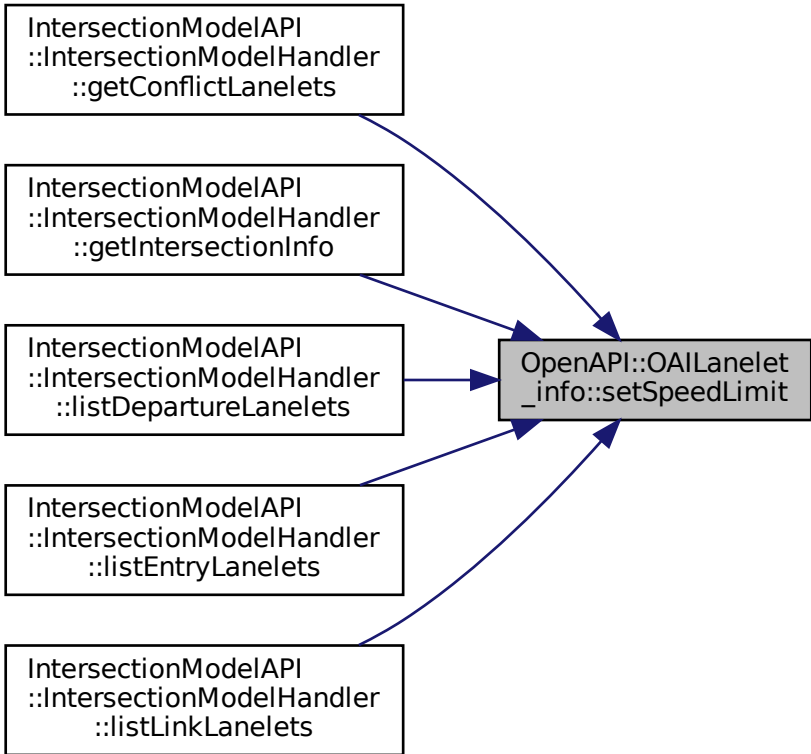 IntersectionModelAPI
::IntersectionModelHandler
::getConflictLanelets
IntersectionModelAPI
::IntersectionModelHandler
::getIntersectionInfo
IntersectionModelAPI
::IntersectionModelHandler
::listDepartureLanelets
OpenAPI::OAILanelet
_info::setSpeedLimit
IntersectionModelAPI
::IntersectionModelHandler
::listEntryLanelets
IntersectionModelAPI
::IntersectionModelHandler
::listLinkLanelets